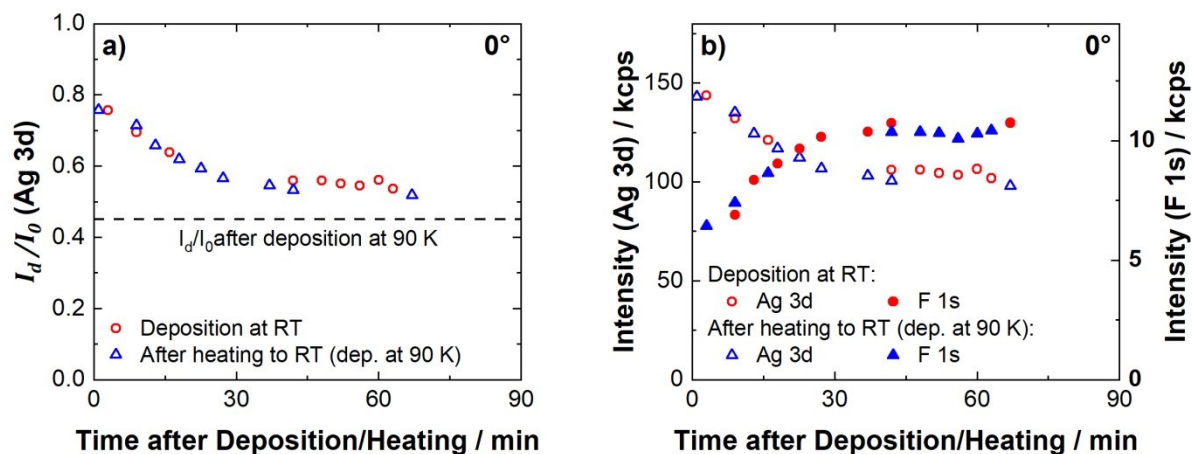 a)
0°
1.0
0.8
0.6
0.4
0.2
0.0
I_d/I_0 (Ag 3d)
I_d/I_0after deposition at 90 K
Deposition at RT
After heating to RT (dep. at 90 K)
0 30 60 90
Time after Deposition/Heating / min
b)
0°
150
100
50
0
Intensity (Ag 3d) / kcps
10
5
0
Intensity (F 1s) / kcps
Deposition at RT:
Ag 3d F 1s
After heating to RT (dep. at 90 K):
Ag 3d F 1s
0 30 60 90
Time after Deposition/Heating / min